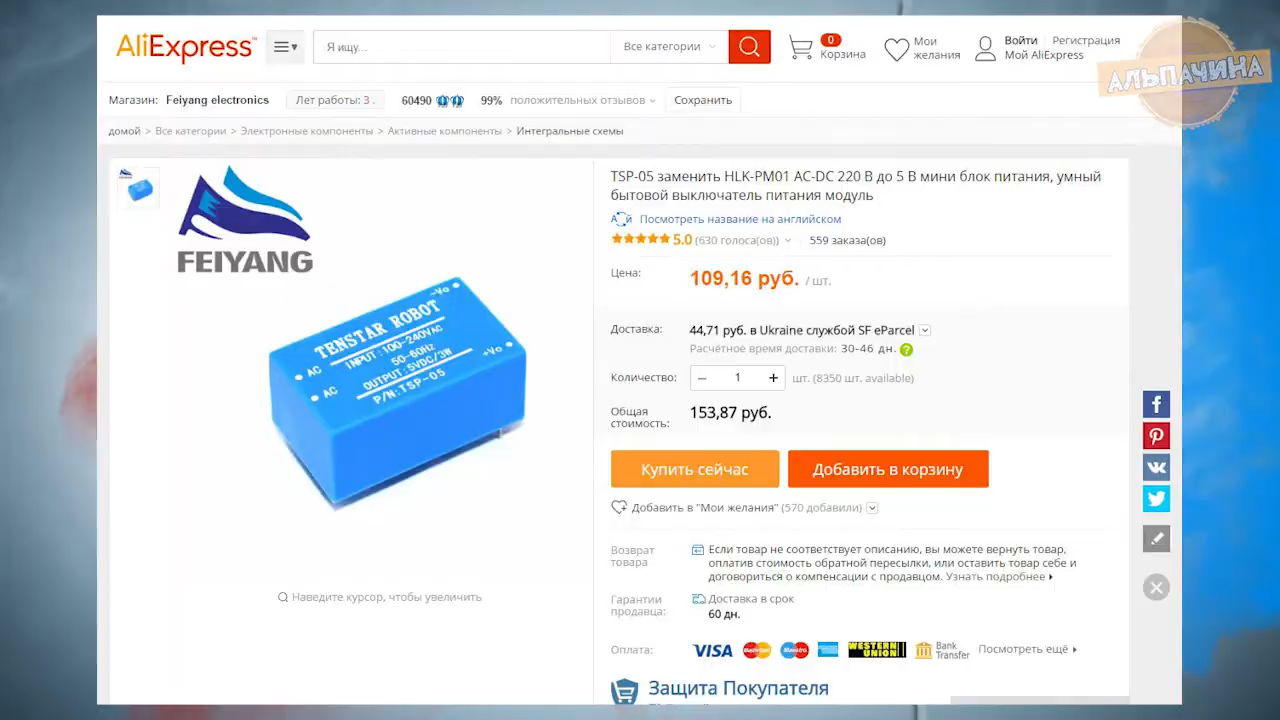 AliExpress™
Я ищу...
Все категории
0
Корзина
Мои
желания
Войти
Регистрация
Мой AliExpress
АЛЬПАЧИНА
Магазин: Feiyang electronics
Лет работы: 3 .
60490
99% положительных отзывов
Сохранить
домой > Все категории > Электронные компоненты > Активные компоненты > Интегральные схемы
FEIYANG
TENSTAR ROBOT
INPUT:100-240VAC
50-60Hz
OUTPUT:5VDC/3W
P/N:TSP-05
AC
AC
-Vo
+Vo
Наведите курсор, чтобы увеличить
TSP-05 заменить HLK-PM01 AC-DC 220 В до 5 В мини блок питания, умный
бытовой выключатель питания модуль
Посмотреть название на английском
5.0 (630 голоса(ов)) 559 заказа(ов)
Цена: 109,16 руб. / шт.
Доставка: 44,71 руб. в Ukraine службой SF eParcel
Расчётное время доставки: 30-46 дн. ?
Количество: – 1 + шт. (8350 шт. available)
Общая
стоимость:
153,87 руб.
Купить сейчас
Добавить в корзину
Добавить в "Мои желания" (570 добавили)
Возврат
товара
Если товар не соответствует описанию, вы можете вернуть товар,
оплатив стоимость обратной пересылки, или оставить товар себе и
договориться о компенсации с продавцом. Узнать подробнее
Гарантии
продавца:
Доставка в срок
60 дн.
Оплата: VISA MasterCard Maestro WESTERN UNION Bank Transfer Посмотреть ещё
Защита Покупателя